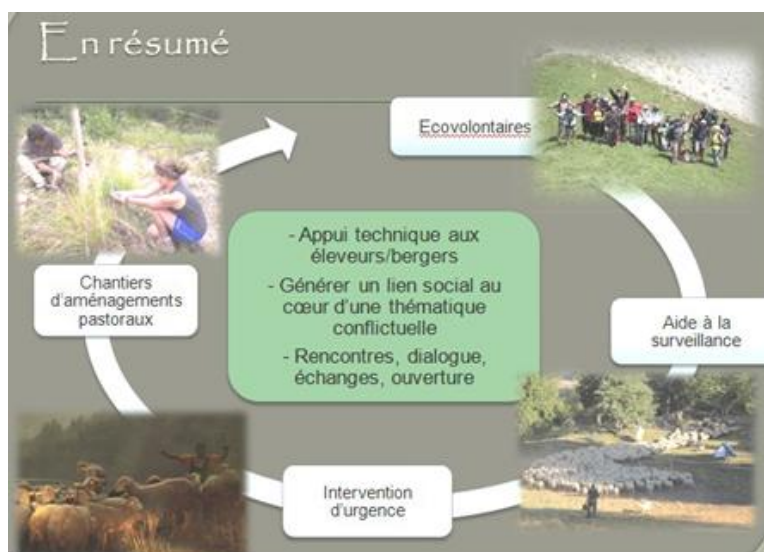 En résumé
Ecovolontaires
- Appui technique aux
éleveurs/bergers
- Générer un lien social au
cœur d'une thématique
conflictuelle
- Rencontres, dialogue,
échanges, ouverture
Chantiers
d'aménagements
pastoraux
Aide à la
surveillance
Intervention
d'urgence